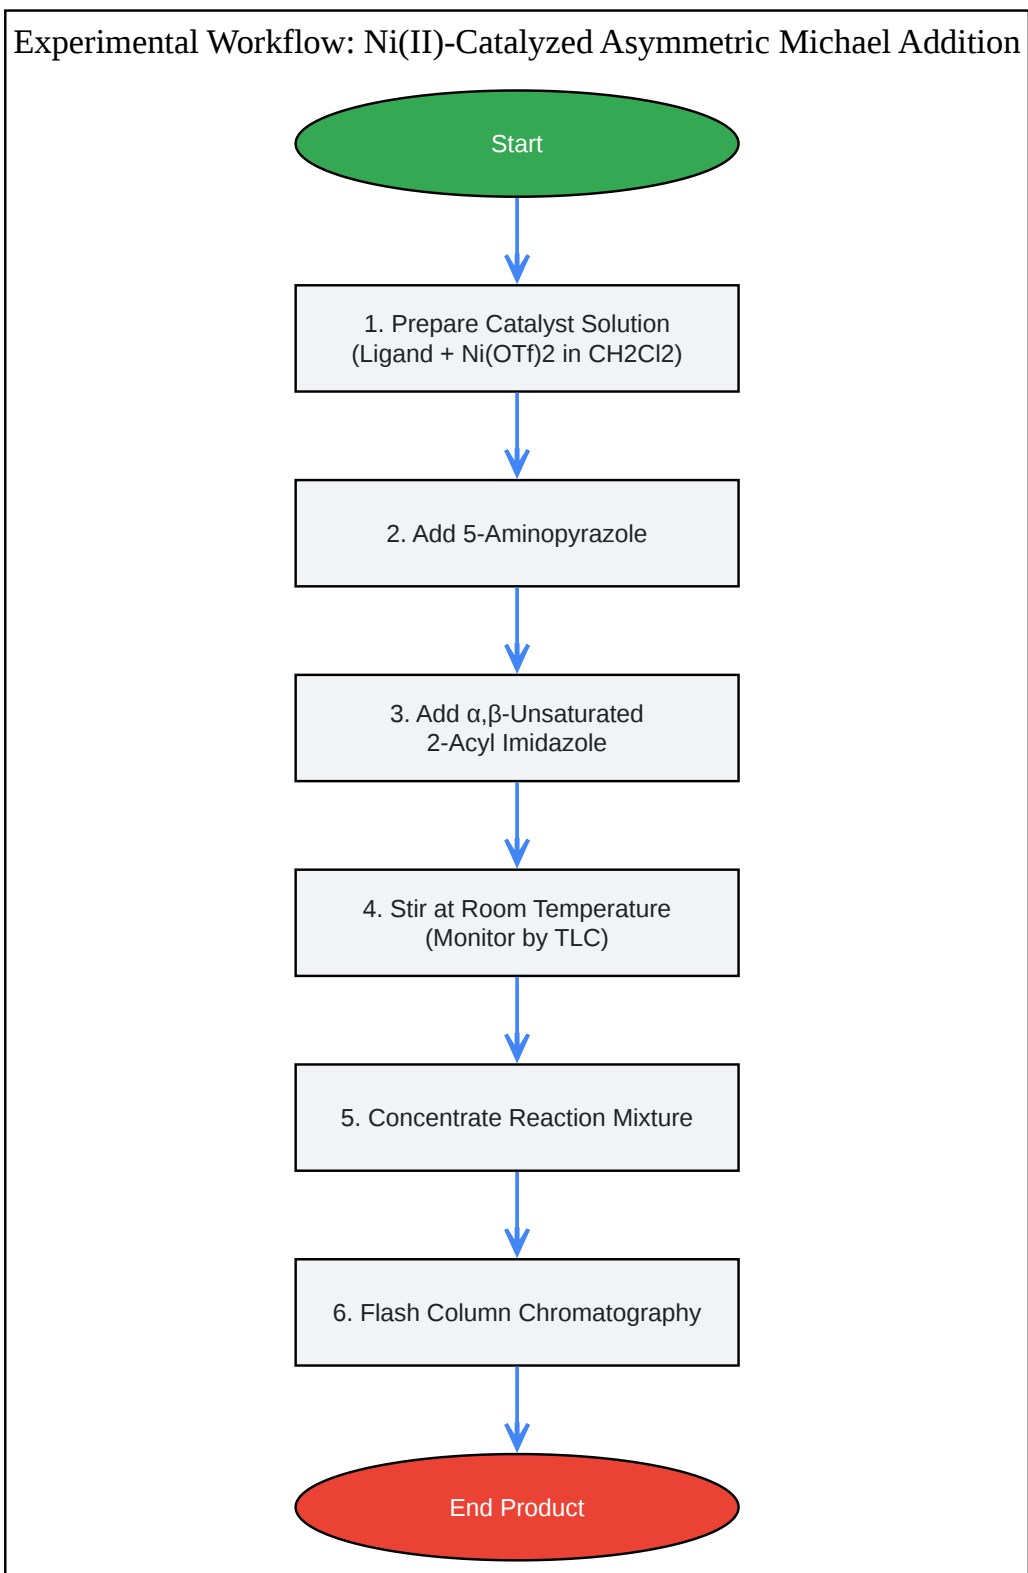 Experimental Workflow: Ni(II)-Catalyzed Asymmetric Michael Addition
Start
1. Prepare Catalyst Solution
(Ligand + Ni(OTf)2 in CH2Cl2)
2. Add 5-Aminopyrazole
3. Add α,β-Unsaturated
2-Acyl Imidazole
4. Stir at Room Temperature
(Monitor by TLC)
5. Concentrate Reaction Mixture
6. Flash Column Chromatography
End Product